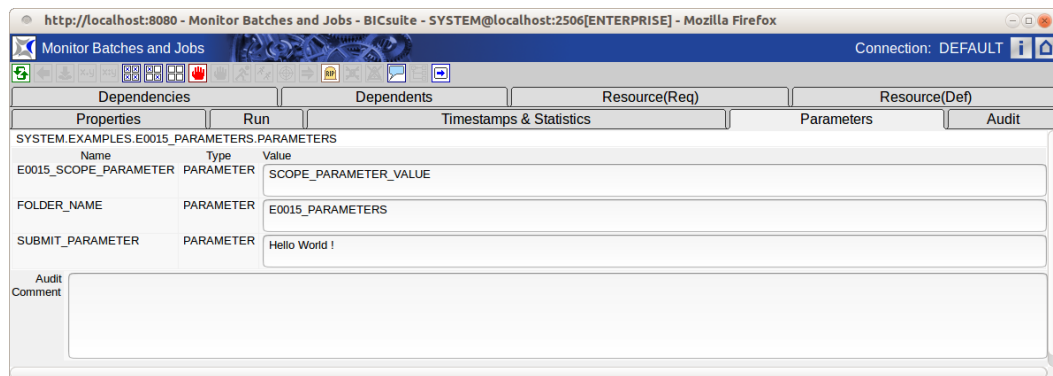 http://localhost:8080 - Monitor Batches and Jobs - BICsuite - SYSTEM@localhost:2506[ENTERPRISE] - Mozilla Firefox
Monitor Batches and Jobs
Connection: DEFAULT
RIP
Dependencies Dependents Resource(Req) Resource(Def)
Properties Run Timestamps & Statistics Parameters Audit
SYSTEM.EXAMPLES.E0015_PARAMETERS.PARAMETERS
Name Type Value
E0015_SCOPE_PARAMETER PARAMETER SCOPE_PARAMETER_VALUE
FOLDER_NAME PARAMETER E0015_PARAMETERS
SUBMIT_PARAMETER PARAMETER Hello World !
Audit
Comment